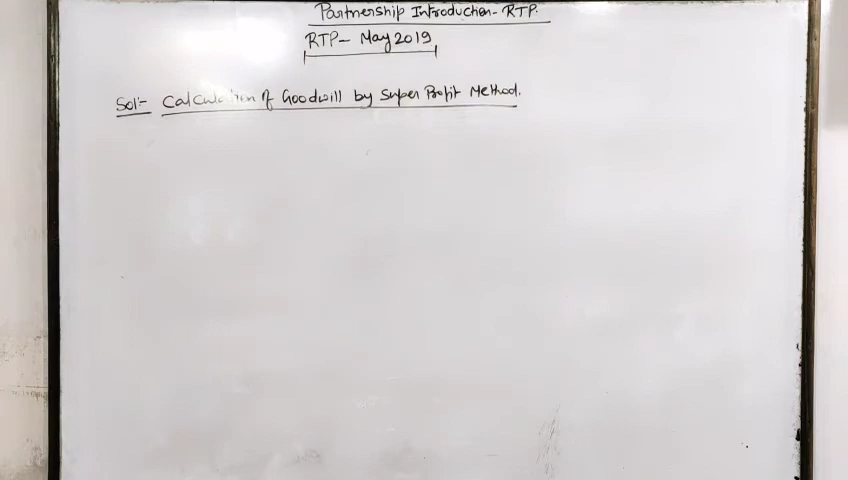 Partnership Introduction - RTP.
RTP - May 2019
Sol:- Calculation of Goodwill by Super Profit Method.